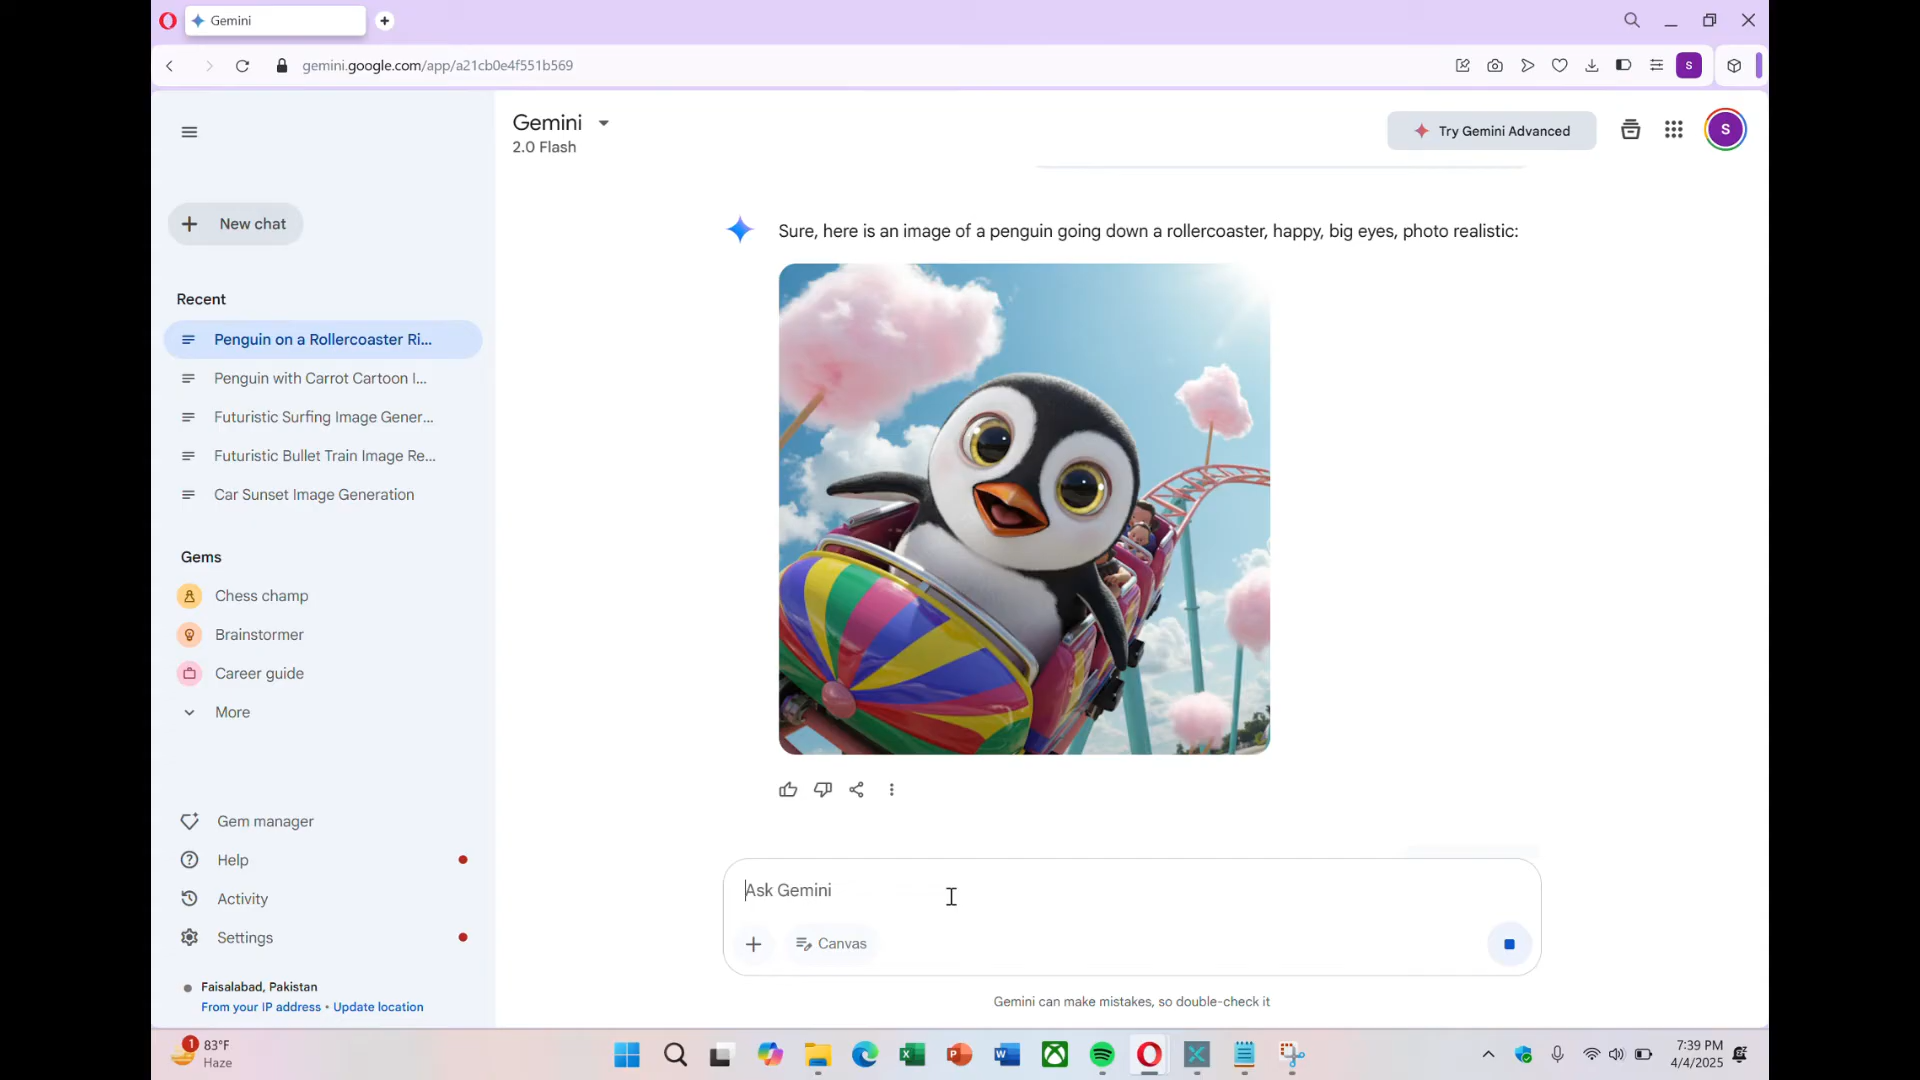 Gemini
gemini.google.com/app/a21cb0e4f551b569
S
Gemini
2.0 Flash
Try Gemini Advanced
S
New chat
Recent
Penguin on a Rollercoaster Ri...
Penguin with Carrot Cartoon I...
Futuristic Surfing Image Gener...
Futuristic Bullet Train Image Re...
Car Sunset Image Generation
Gems
Chess champ
Brainstormer
Career guide
More
Gem manager
Help
Activity
Settings
Faisalabad, Pakistan
From your IP address • Update location
Sure, here is an image of a penguin going down a rollercoaster, happy, big eyes, photo realistic:
Ask Gemini
Canvas
Gemini can make mistakes, so double-check it
1
83°F
Haze
7:39 PM
4/4/2025